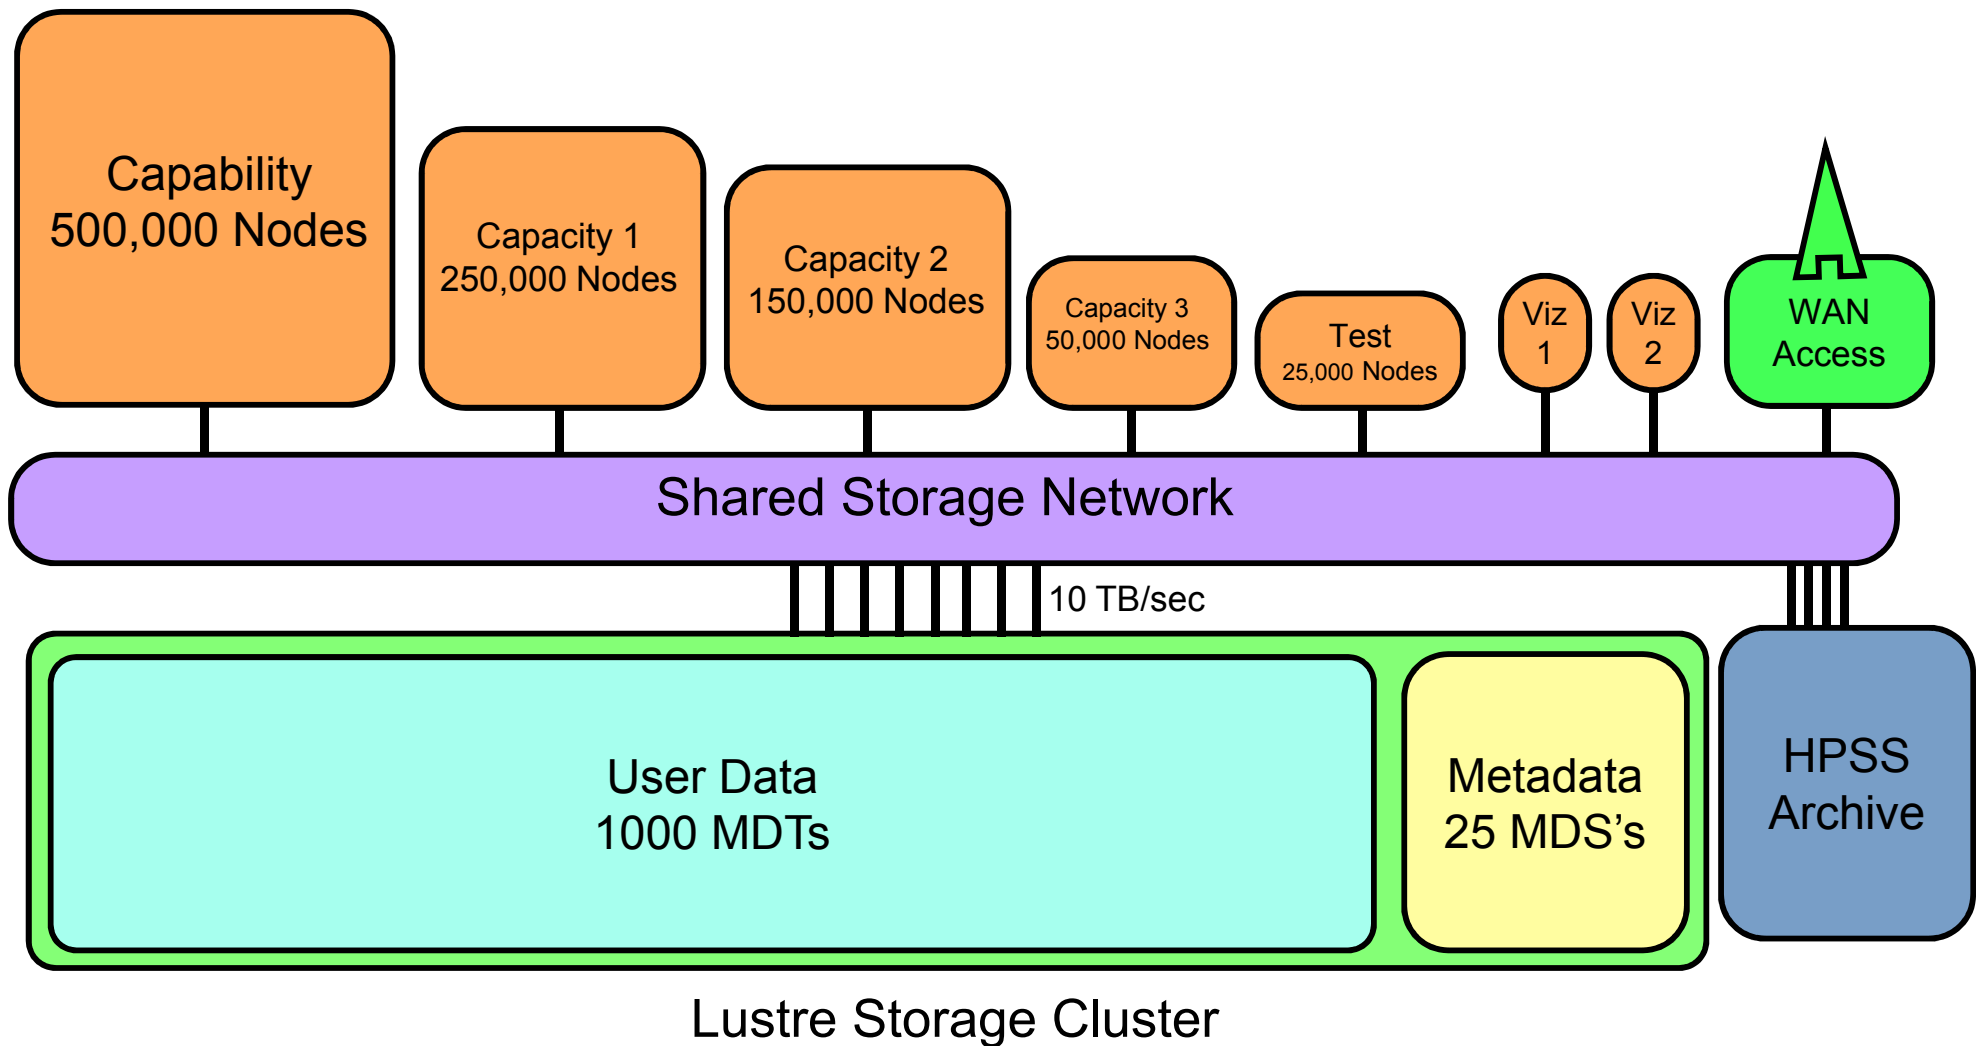 Capability
500,000 Nodes
Capacity 1
250,000 Nodes
Capacity 2
150,000 Nodes
Capacity 3
50,000 Nodes
Test
25,000 Nodes
Viz
1
Viz
2
WAN
Access
Shared Storage Network
10 TB/sec
User Data
1000 MDTs
Metadata
25 MDS’s
HPSS
Archive
Lustre Storage Cluster